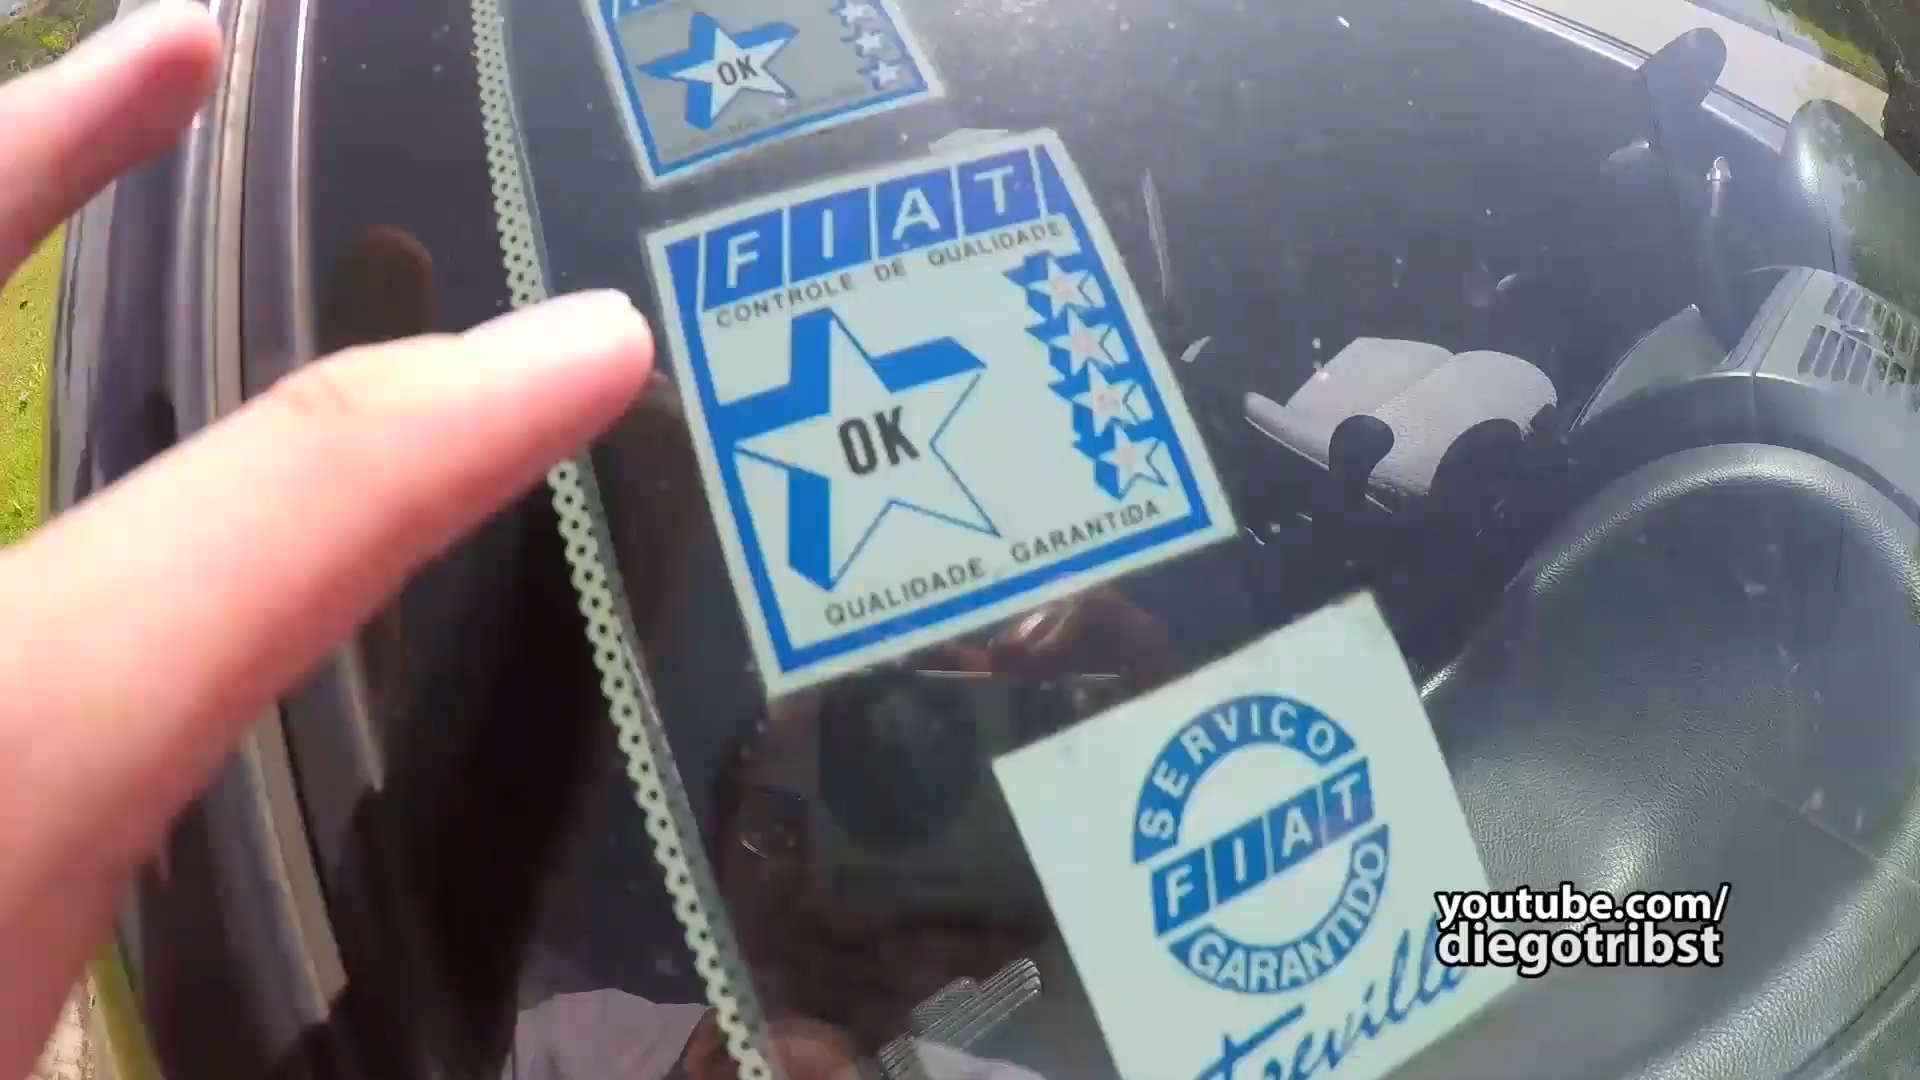 OK
FIAT
CONTROLE DE QUALIDADE
OK
QUALIDADE GARANTIDA
SERVIÇO
FIAT
GARANTIDO
youtube.com/
diegotribst